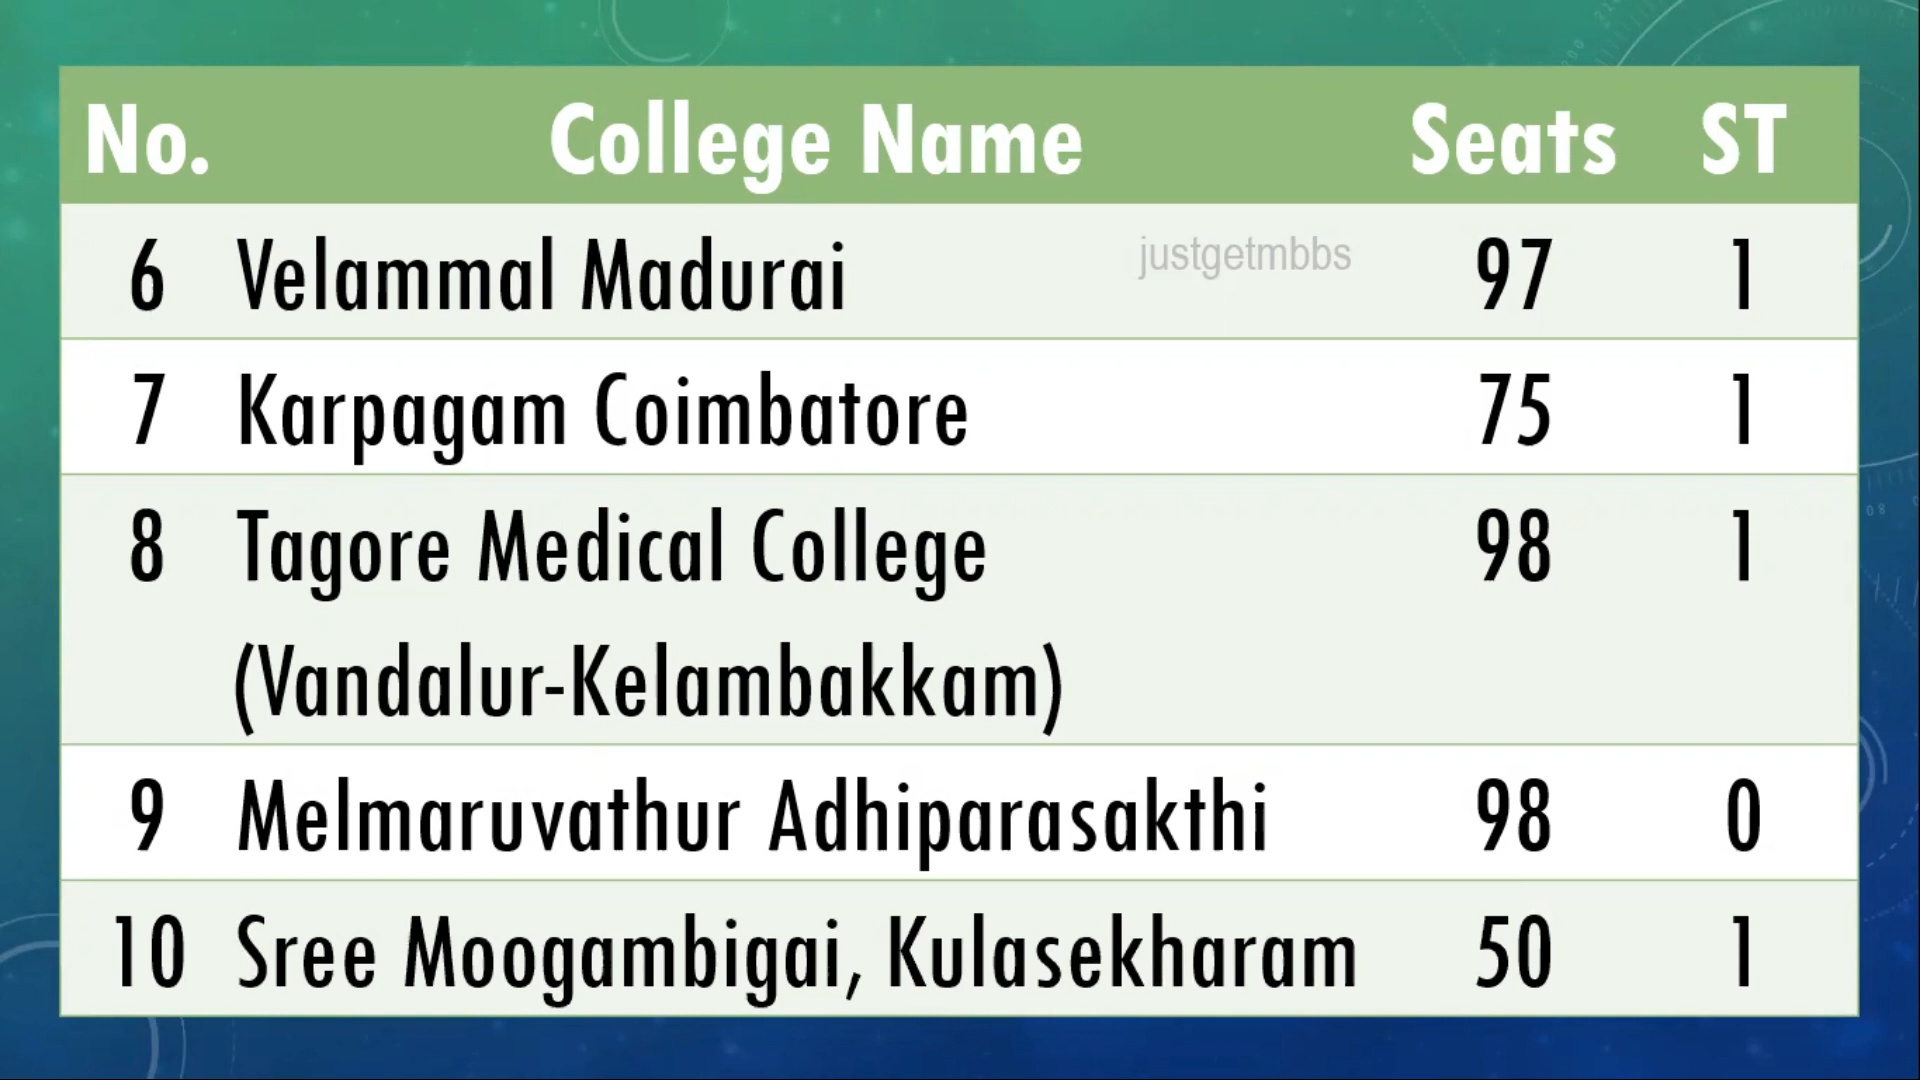 No. College Name Seats ST
6 Velammal Madurai justgetmbbs 97 1
7 Karpagam Coimbatore 75 1
8 Tagore Medical College 98 1
(Vandalur-Kelambakkam)
9 Melmaruvathur Adhiparasakthi 98 0
10 Sree Moogambigai, Kulasekharam 50 1